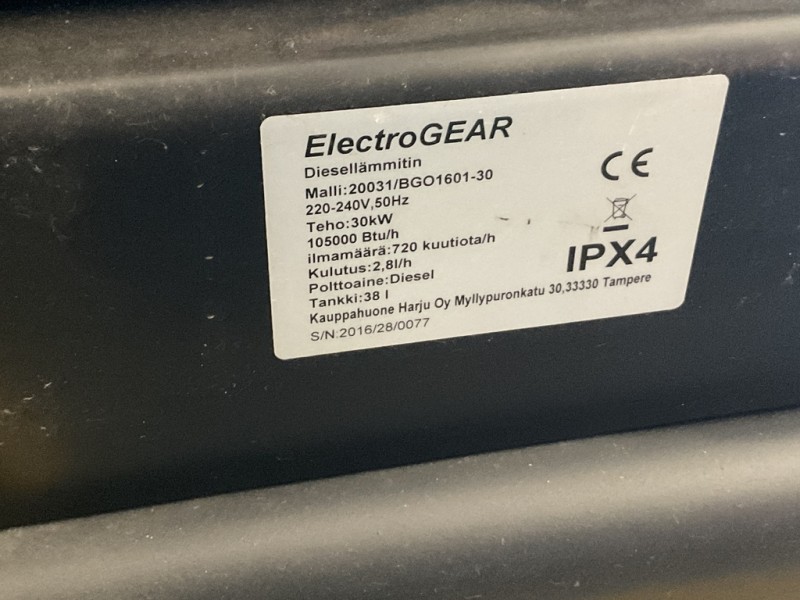 ElectroGEAR
Diesellämmitin
Malli:20031/BGO1601-30
220-240V,50Hz
Teho:30kW
105000 Btu/h
ilmamäärä:720 kuutiota/h
Kulutus:2,8l/h
Polttoaine:Diesel
Tankki:38 l
Kauppahuone Harju Oy Myllypuronkatu 30,33330 Tampere
S/N:2016/28/0077
CE
IPX4